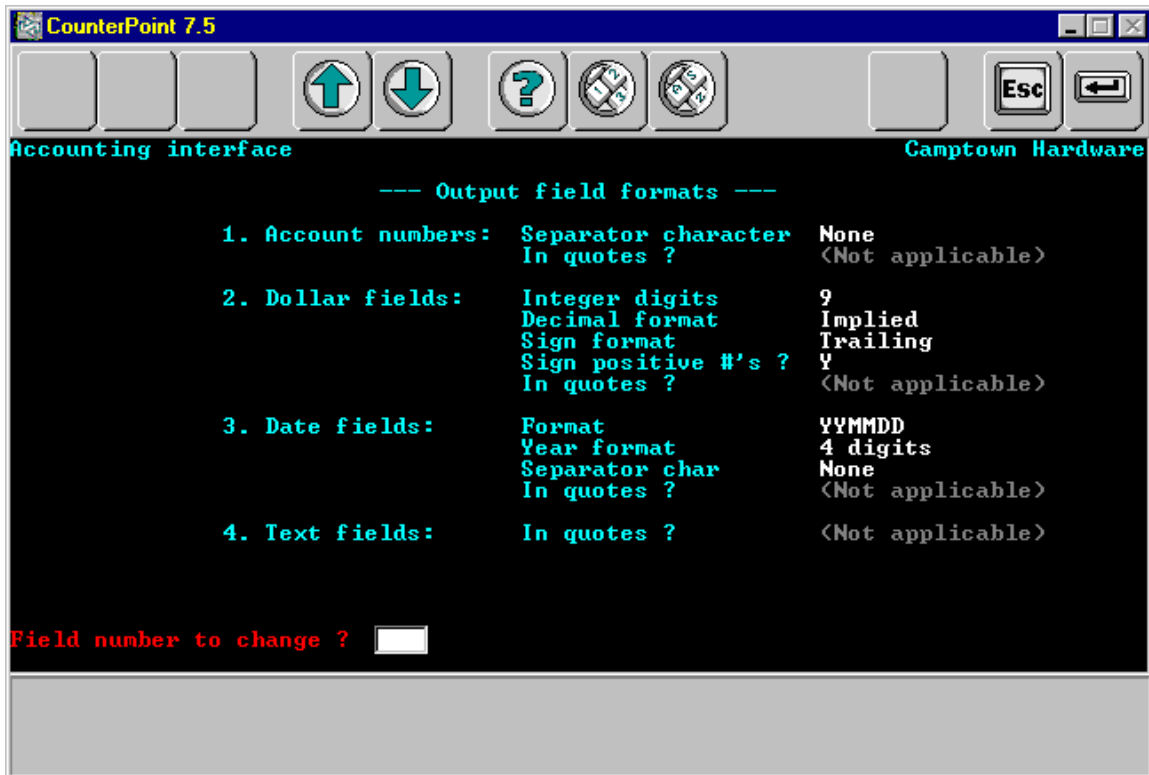 CounterPoint 7.5
Esc
Accounting interface Camptown Hardware
--- Output field formats ---
1. Account numbers: Separator character None
In quotes ? (Not applicable)
2. Dollar fields: Integer digits 9
Decimal format Implied
Sign format Trailing
Sign positive #'s ? Y
In quotes ? (Not applicable)
3. Date fields: Format YYMMDD
Year format 4 digits
Separator char None
In quotes ? (Not applicable)
4. Text fields: In quotes ? (Not applicable)
Field number to change ?